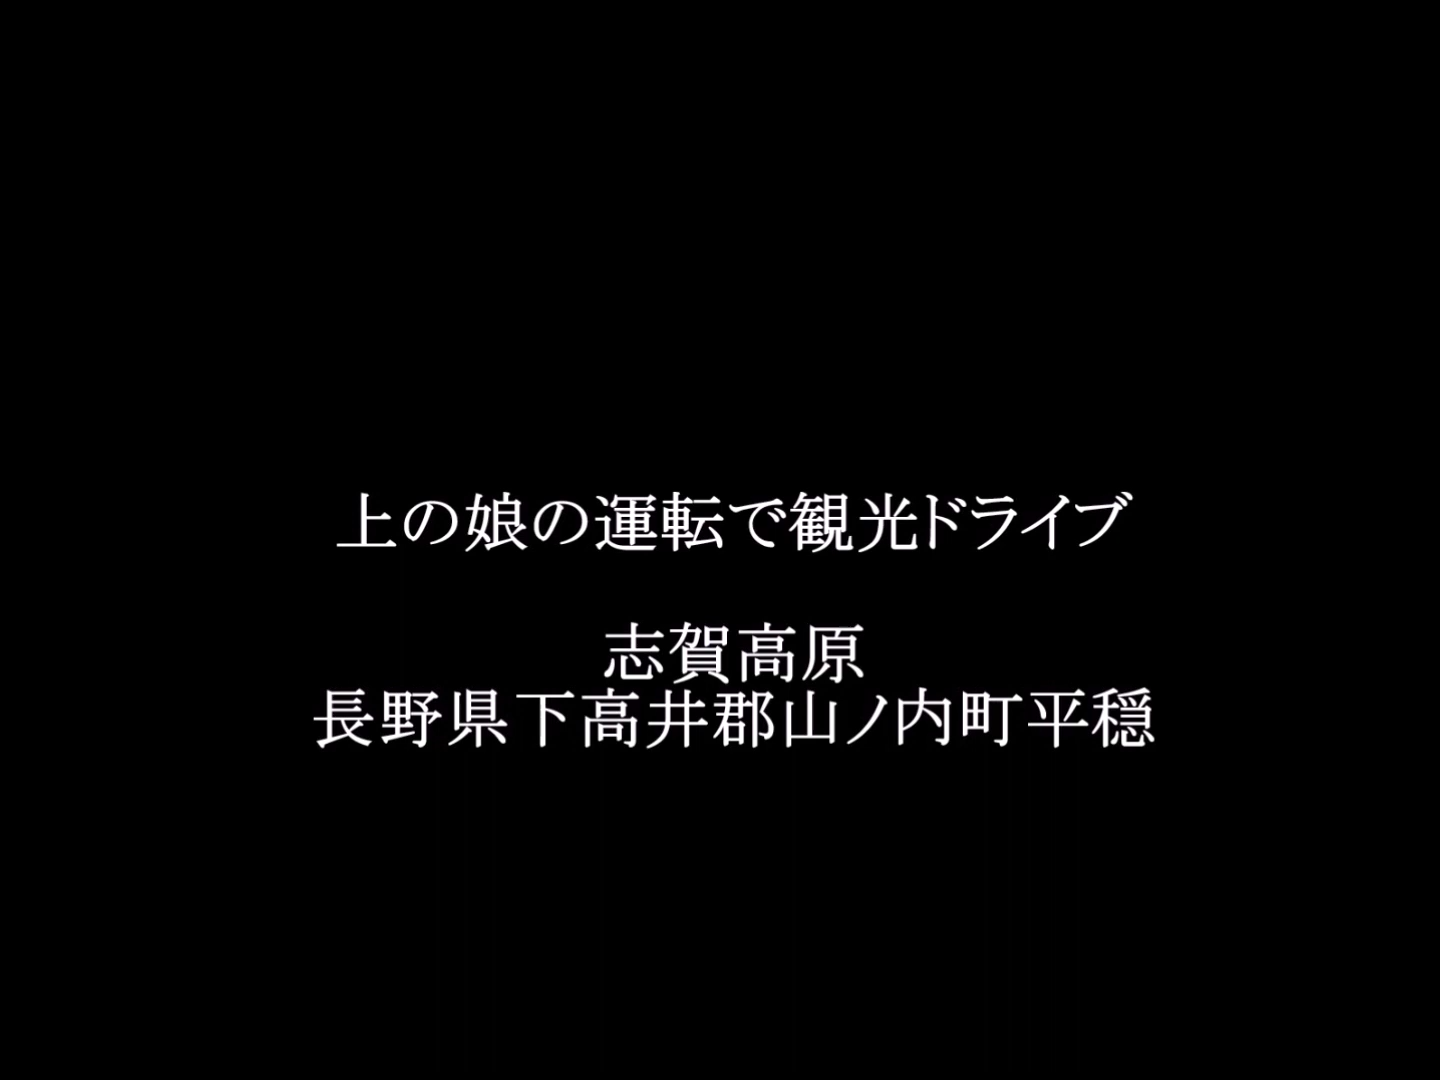 上の娘の運転で観光ドライブ
志賀高原
長野県下高井郡山ノ内町平穏